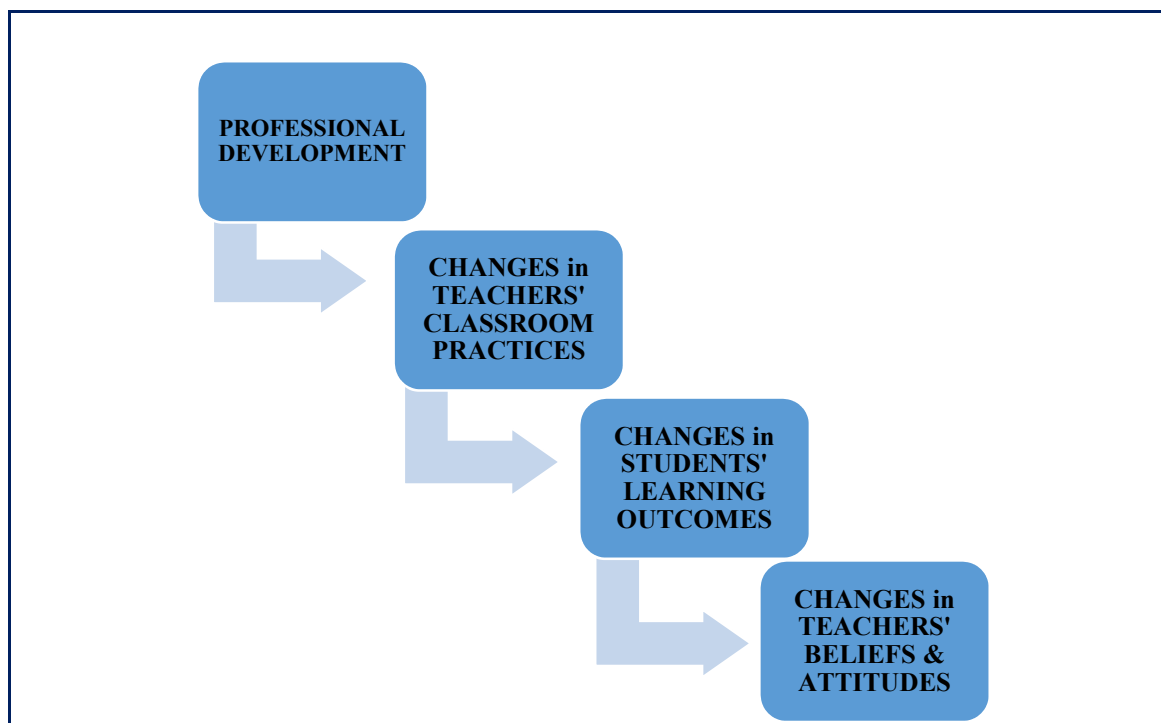 PROFESSIONAL
DEVELOPMENT
CHANGES in
TEACHERS'
CLASSROOM
PRACTICES
CHANGES in
STUDENTS'
LEARNING
OUTCOMES
CHANGES in
TEACHERS'
BELIEFS &
ATTITUDES